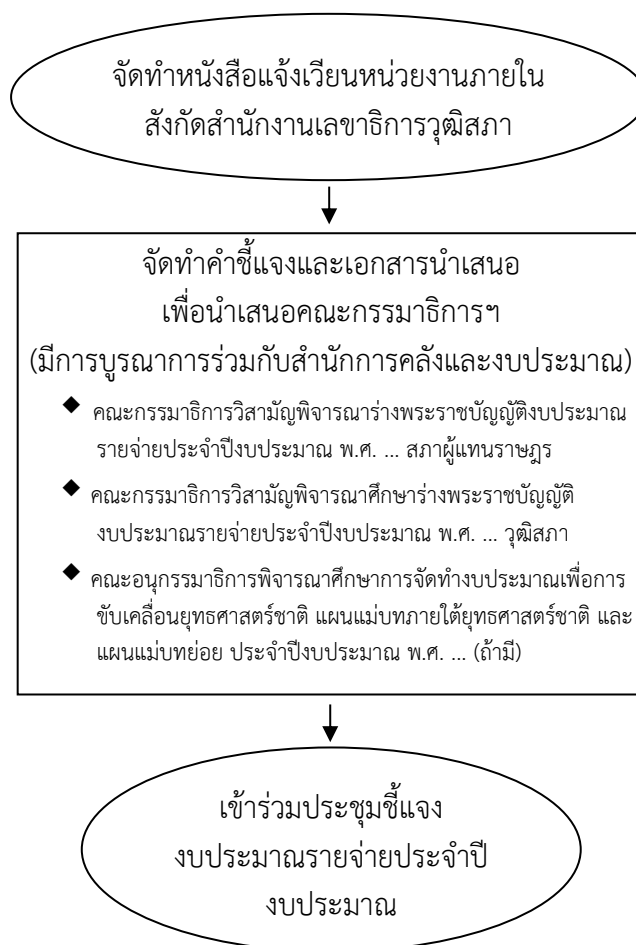 จัดทำหนังสือแจ้งเวียนหน่วยงานภายใน
สังกัดสำนักงานเลขาธิการวุฒิสภา
จัดทำคำชี้แจงและเอกสารนำเสนอ
เพื่อนำเสนอคณะกรรมาธิการฯ
(มีการบูรณาการร่วมกับสำนักการคลังและงบประมาณ)
◆ คณะกรรมาธิการวิสามัญพิจารณาร่างพระราชบัญญัติงบประมาณ
รายจ่ายประจำปีงบประมาณ พ.ศ. ... สภาผู้แทนราษฎร
◆ คณะกรรมาธิการวิสามัญพิจารณาศึกษาร่างพระราชบัญญัติ
งบประมาณรายจ่ายประจำปีงบประมาณ พ.ศ. ... วุฒิสภา
◆ คณะอนุกรรมาธิการพิจารณาศึกษาการจัดทำงบประมาณเพื่อการ
ขับเคลื่อนยุทธศาสตร์ชาติ แผนแม่บทภายใต้ยุทธศาสตร์ชาติ และ
แผนแม่บทย่อย ประจำปีงบประมาณ พ.ศ. ... (ถ้ามี)
เข้าร่วมประชุมชี้แจง
งบประมาณรายจ่ายประจำปี
งบประมาณ